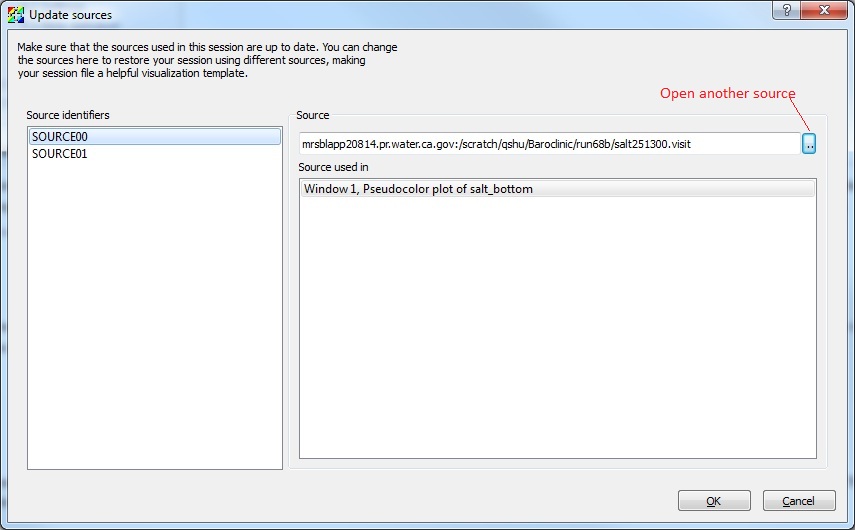 Update sources
Make sure that the sources used in this session are up to date. You can change
the sources here to restore your session using different sources, making
your session file a helpful visualization template.
Open another source
Source identifiers
Source
SOURCE00
SOURCE01
mrsblapp20814.pr.water.ca.gov:/scratch/qshu/Baroclinic/run68b/salt251300.visit
..
Source used in
Window 1, Pseudocolor plot of salt_bottom
OK
Cancel